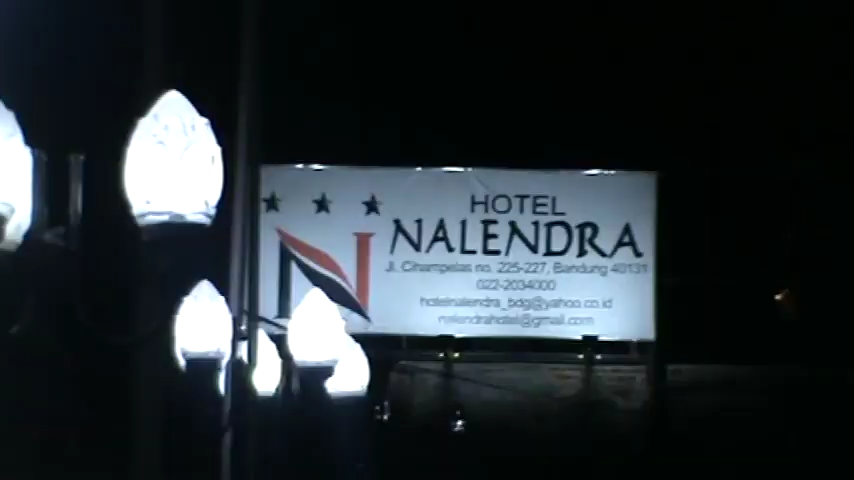 HOTEL
NALENDRA
Jl. Cihampelas no. 225-227, Bandung 40131
022-2034000
hotelnalendra_bdg@yahoo.co.id
nalendrahotel@gmail.com